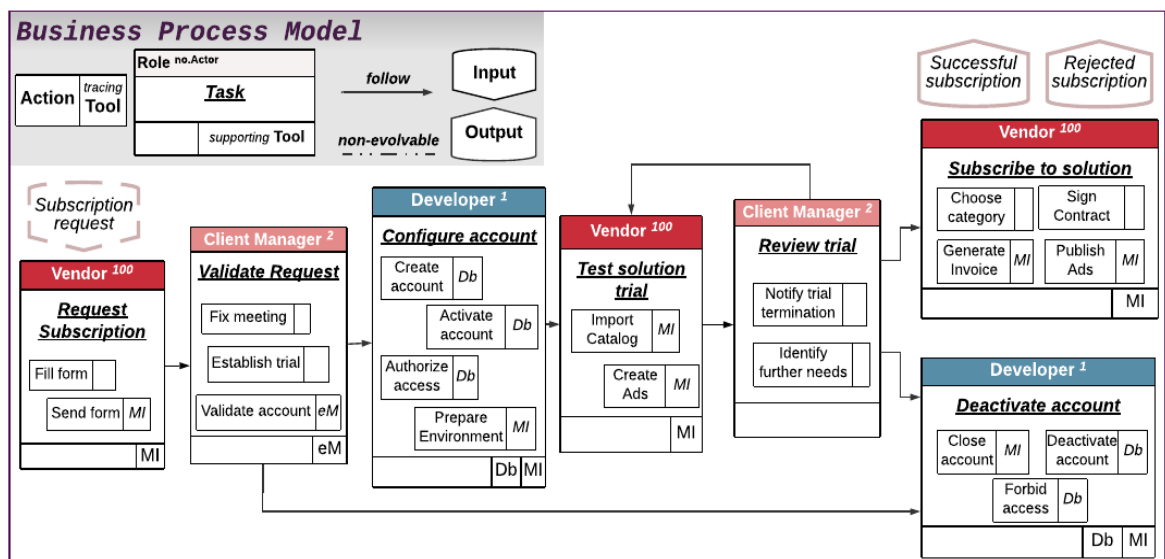 Business Process Model
Action
tracing
Tool
Role no.Actor
Task
supporting Tool
follow
non-evolvable
Input
Output
Successful
subscription
Rejected
subscription
Subscription
request
Vendor 100
Request
Subscription
Fill form
Send form
MI
MI
Client Manager 2
Validate Request
Fix meeting
Establish trial
Validate account
eM
eM
Developer 1
Configure account
Create
account
Db
Activate
account
Db
Authorize
access
Db
Prepare
Environment
MI
Db
MI
Vendor 100
Test solution
trial
Import
Catalog
MI
Create
Ads
MI
MI
Client Manager 2
Review trial
Notify trial
termination
Identify
further needs
Vendor 100
Subscribe to solution
Choose
category
Sign
Contract
Generate
Invoice
MI
Publish
Ads
MI
MI
Developer 1
Deactivate account
Close
account
MI
Deactivate
account
Db
Forbid
access
Db
Db
MI